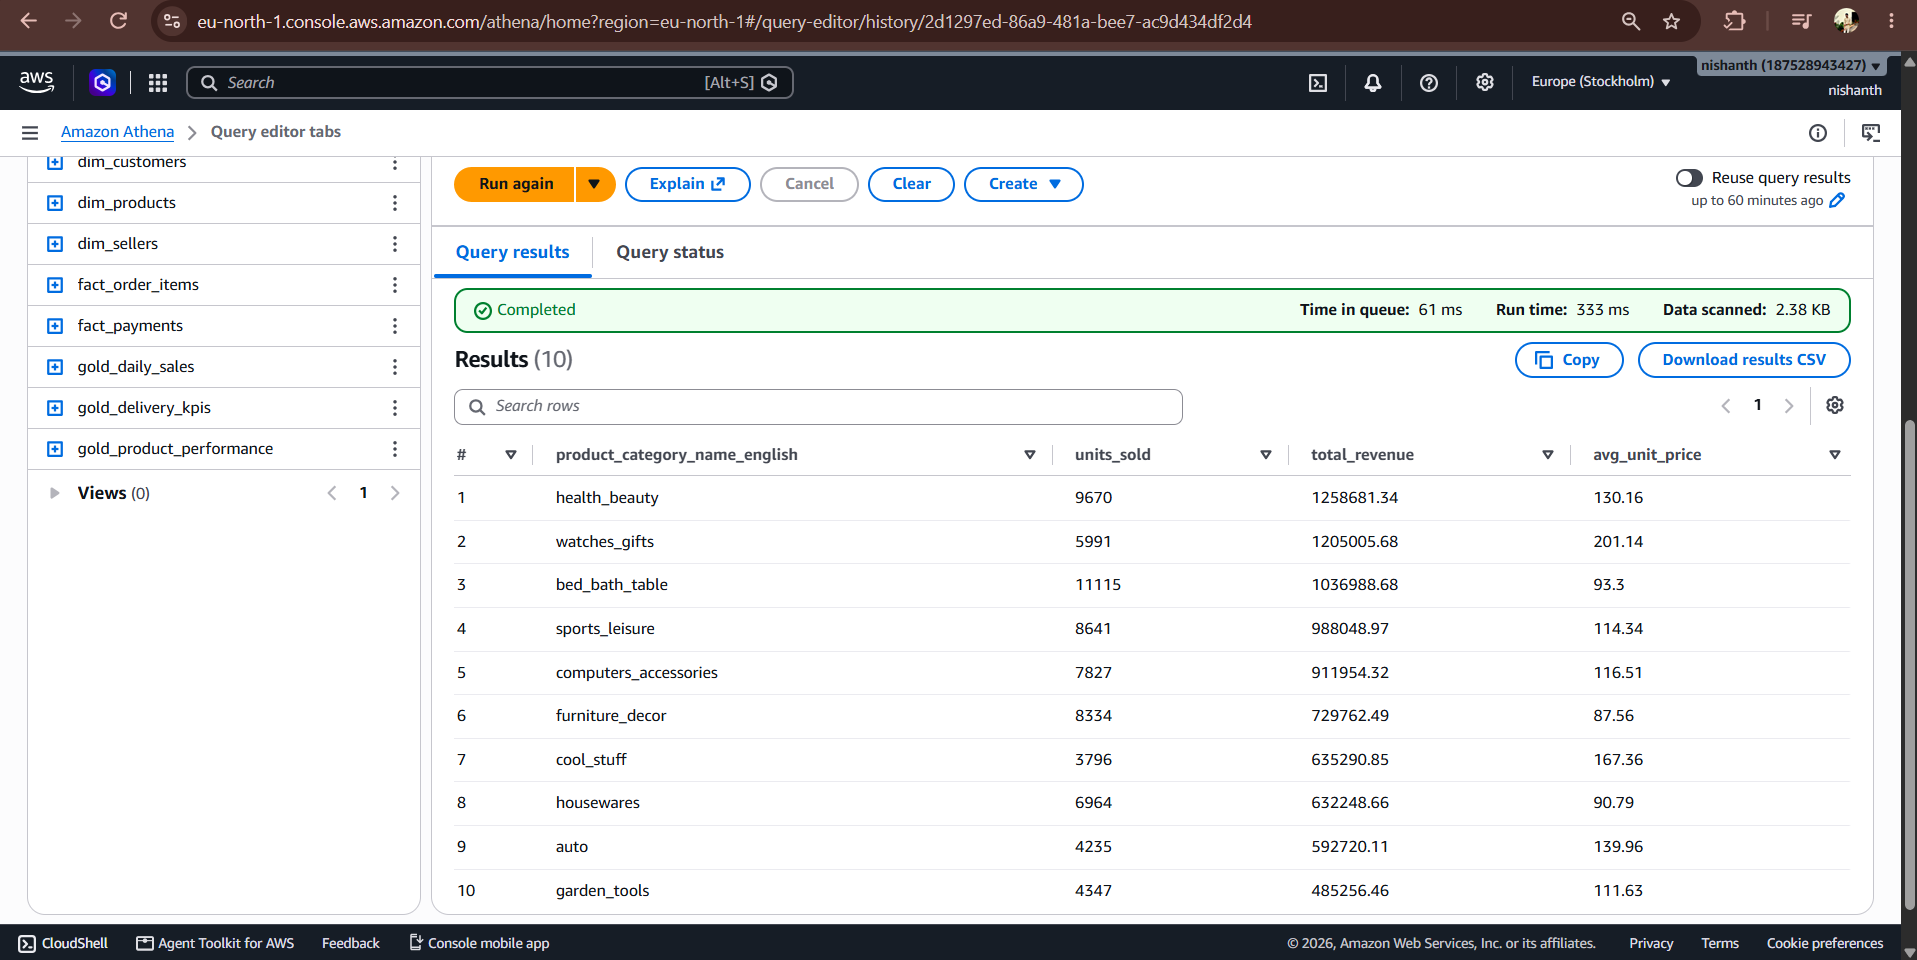 eu-north-1.console.aws.amazon.com/athena/home?region=eu-north-1#/query-editor/history/2d1297ed-86a9-481a-bee7-ac9d434df2d4
aws
Search [Alt+S]
Europe (Stockholm)
nishanth (187528943427)
nishanth
Amazon Athena
Query editor tabs
dim_customers
dim_products
dim_sellers
fact_order_items
fact_payments
gold_daily_sales
gold_delivery_kpis
gold_product_performance
Views (0) 1
Run again Explain Cancel Clear Create
Reuse query results
up to 60 minutes ago
Query results Query status
Completed Time in queue: 61 ms Run time: 333 ms Data scanned: 2.38 KB
Results (10) Copy Download results CSV
Search rows 1
# product_category_name_english units_sold total_revenue avg_unit_price
1 health_beauty 9670 1258681.34 130.16
2 watches_gifts 5991 1205005.68 201.14
3 bed_bath_table 11115 1036988.68 93.3
4 sports_leisure 8641 988048.97 114.34
5 computers_accessories 7827 911954.32 116.51
6 furniture_decor 8334 729762.49 87.56
7 cool_stuff 3796 635290.85 167.36
8 housewares 6964 632248.66 90.79
9 auto 4235 592720.11 139.96
10 garden_tools 4347 485256.46 111.63
CloudShell Agent Toolkit for AWS Feedback Console mobile app © 2026, Amazon Web Services, Inc. or its affiliates. Privacy Terms Cookie preferences